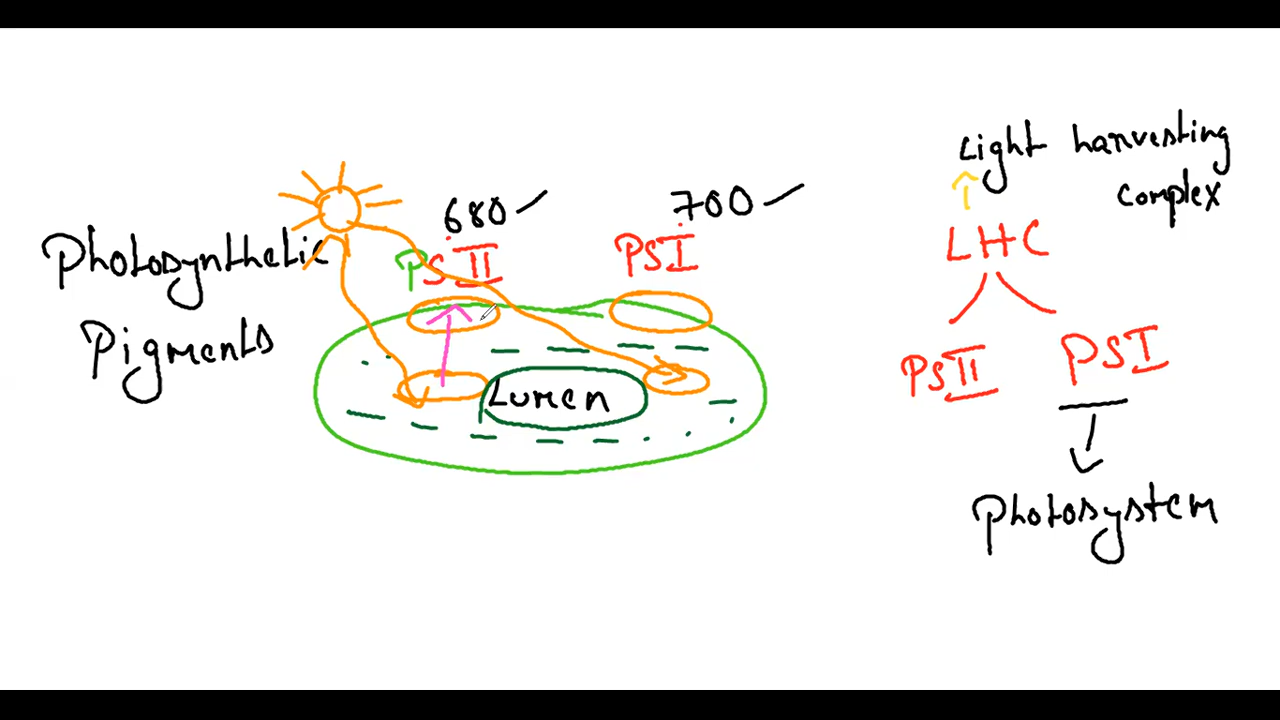 Photosynthetic
Pigments
680
700
PSII
PSI
Lumen
Light harvesting
complex
LHC
PSII
PSI
Photosystem